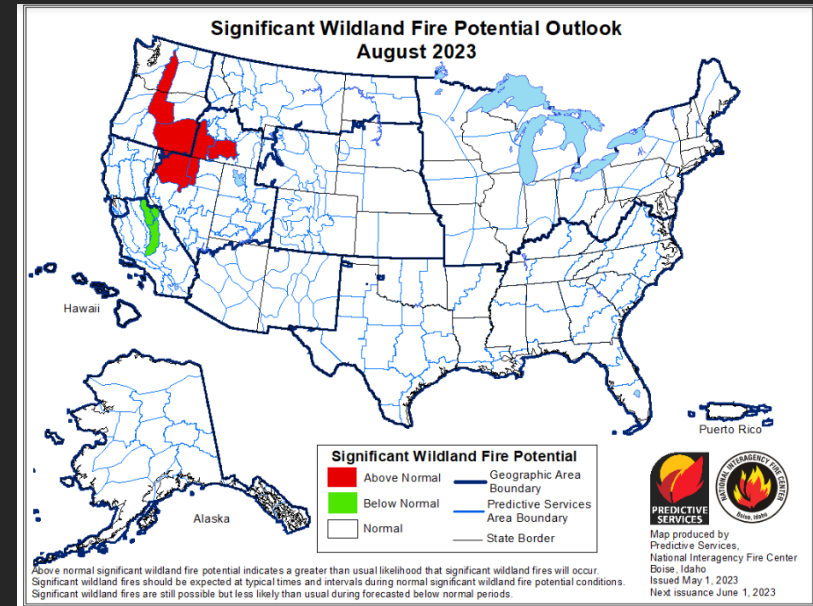 Significant Wildland Fire Potential Outlook
August 2023
Hawaii
Puerto Rico
Alaska
Significant Wildland Fire Potential
Above Normal
Below Normal
Normal
Geographic Area
Boundary
Predictive Services
Area Boundary
State Border
PREDICTIVE
SERVICES
NATIONAL INTERAGENCY FIRE CENTER
Boise, Idaho
Map produced by
Predictive Services,
National Interagency Fire Center
Boise, Idaho
Issued May 1, 2023
Next issuance June 1, 2023
Above normal significant wildland fire potential indicates a greater than usual likelihood that significant wildland fires will occur.
Significant wildland fires should be expected at typical times and intervals during normal significant wildland fire potential conditions.
Significant wildland fires are still possible but less likely than usual during forecasted below normal periods.